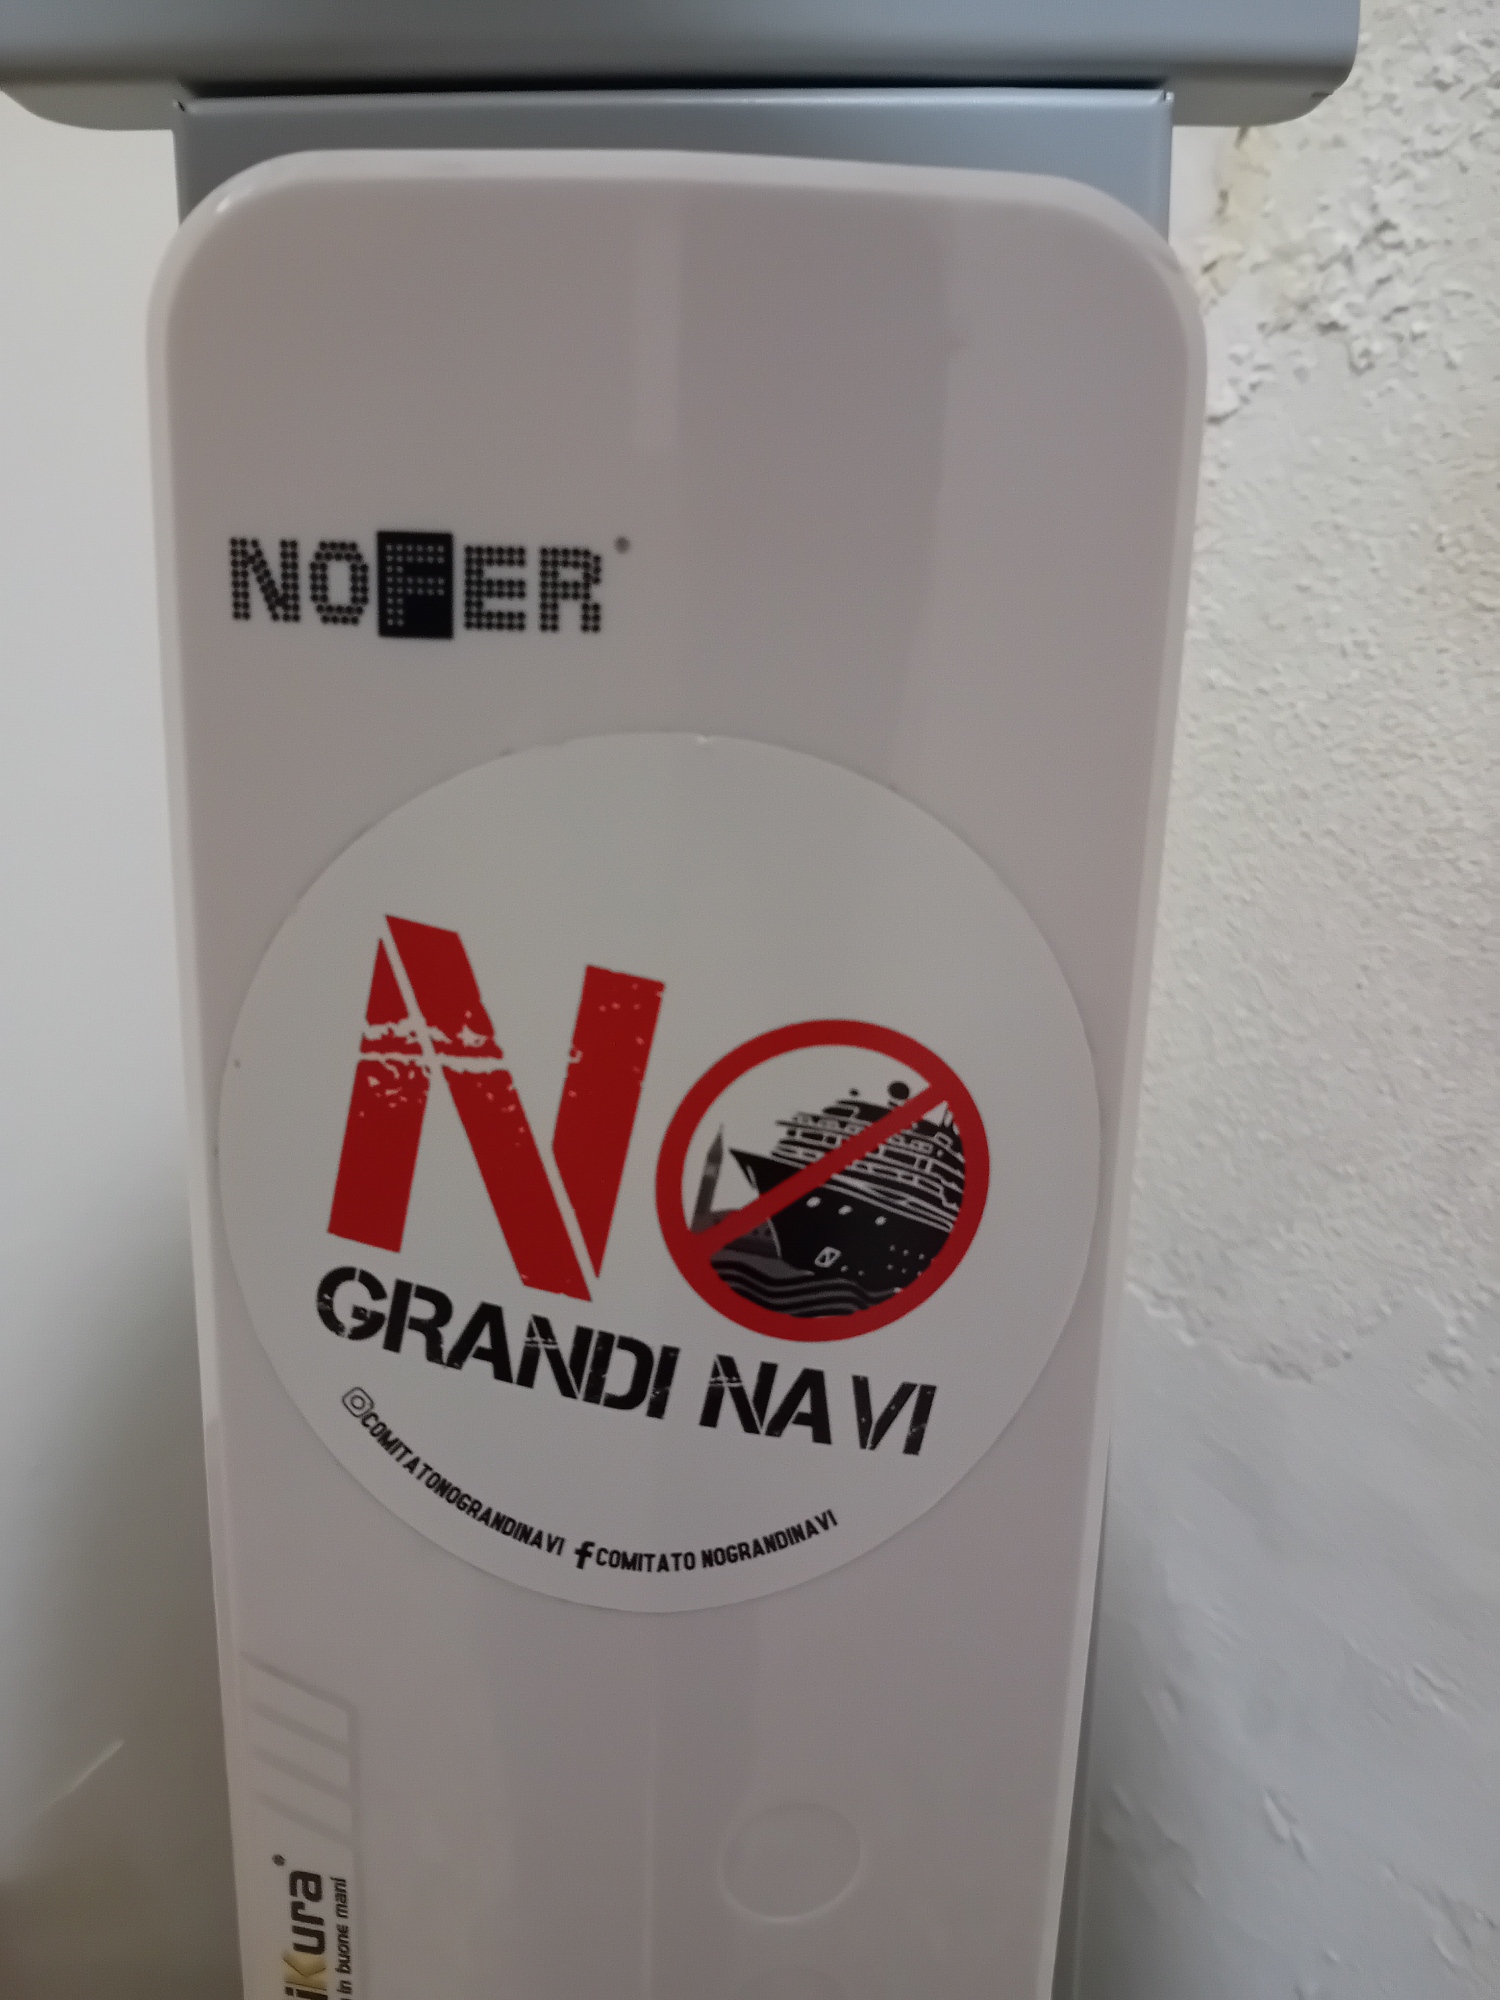 NOFER
NO
GRANDI NAVI
COMITATONOGRANDINAVI f COMITATO NOGRANDINAVI
in buone mani